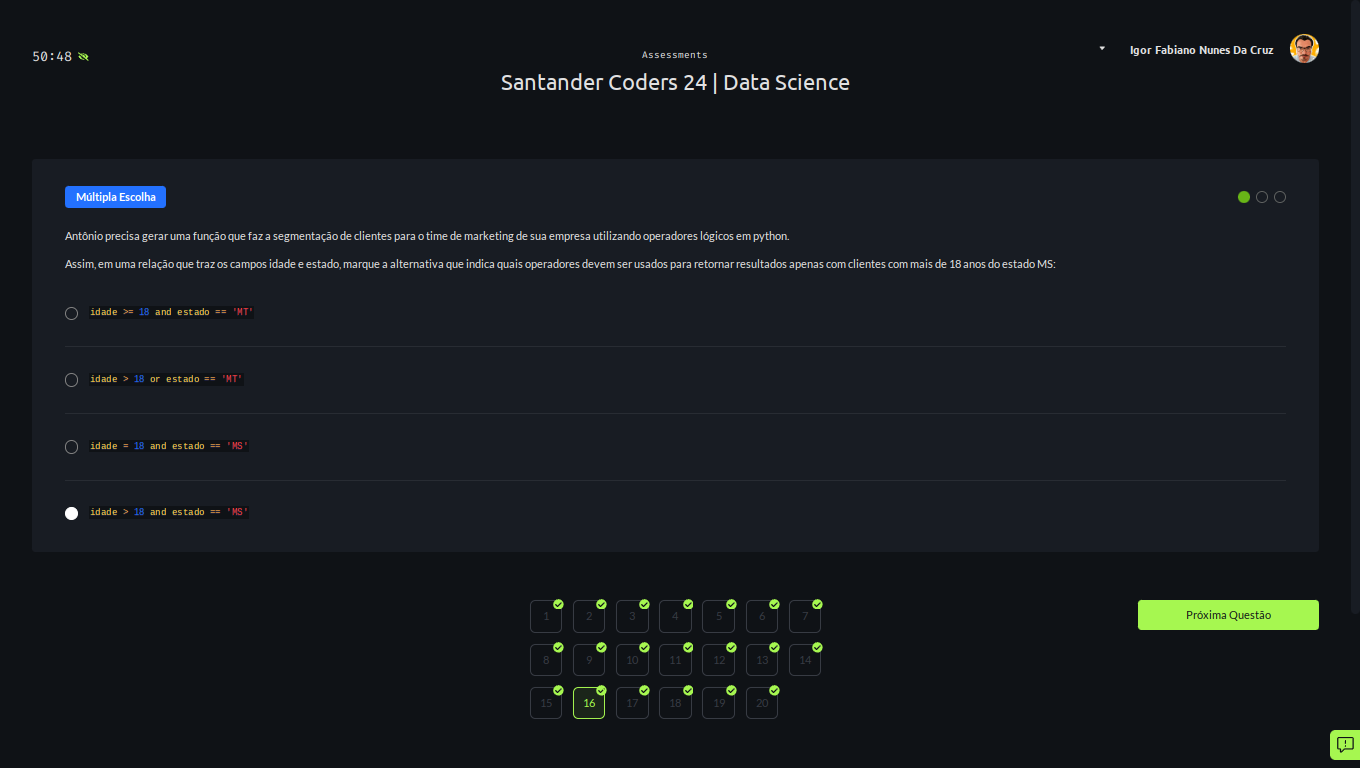 50:48
Assessments
Igor Fabiano Nunes Da Cruz
Santander Coders 24 | Data Science
Múltipla Escolha
Antônio precisa gerar uma função que faz a segmentação de clientes para o time de marketing de sua empresa utilizando operadores lógicos em python.
Assim, em uma relação que traz os campos idade e estado, marque a alternativa que indica quais operadores devem ser usados para retornar resultados apenas com clientes com mais de 18 anos do estado MS:
idade >= 18 and estado == 'MT'
idade > 18 or estado == 'MT'
idade = 18 and estado == 'MS'
idade > 18 and estado == 'MS'
1 2 3 4 5 6 7
Próxima Questão
8 9 10 11 12 13 14
15 16 17 18 19 20